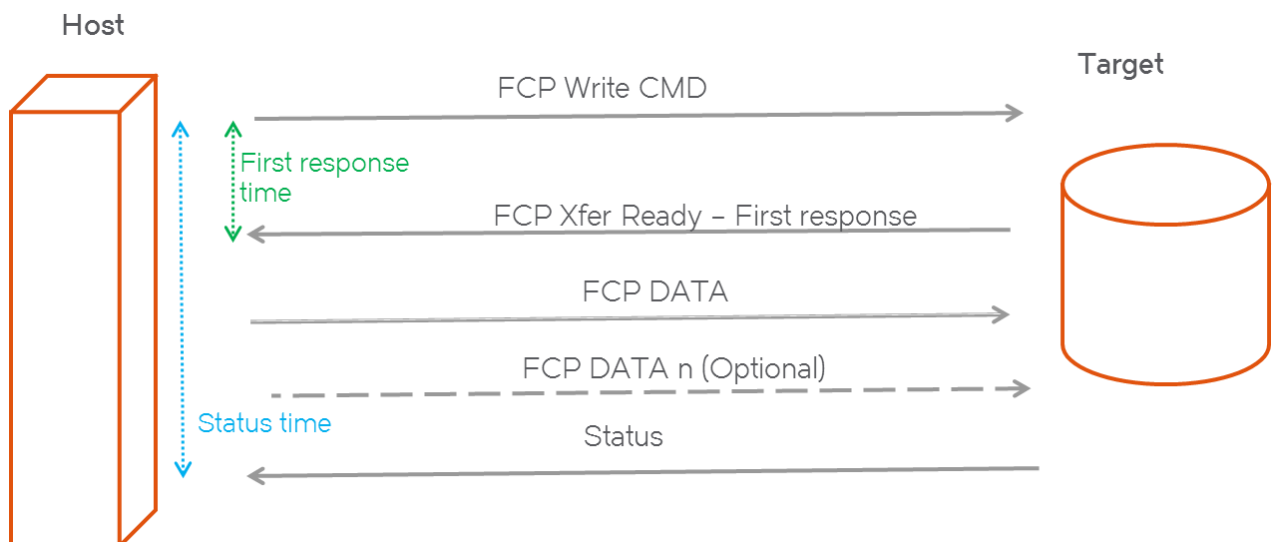 Host
Target
FCP Write CMD
First response
time
FCP Xfer Ready – First response
FCP DATA
FCP DATA n (Optional)
Status time
Status